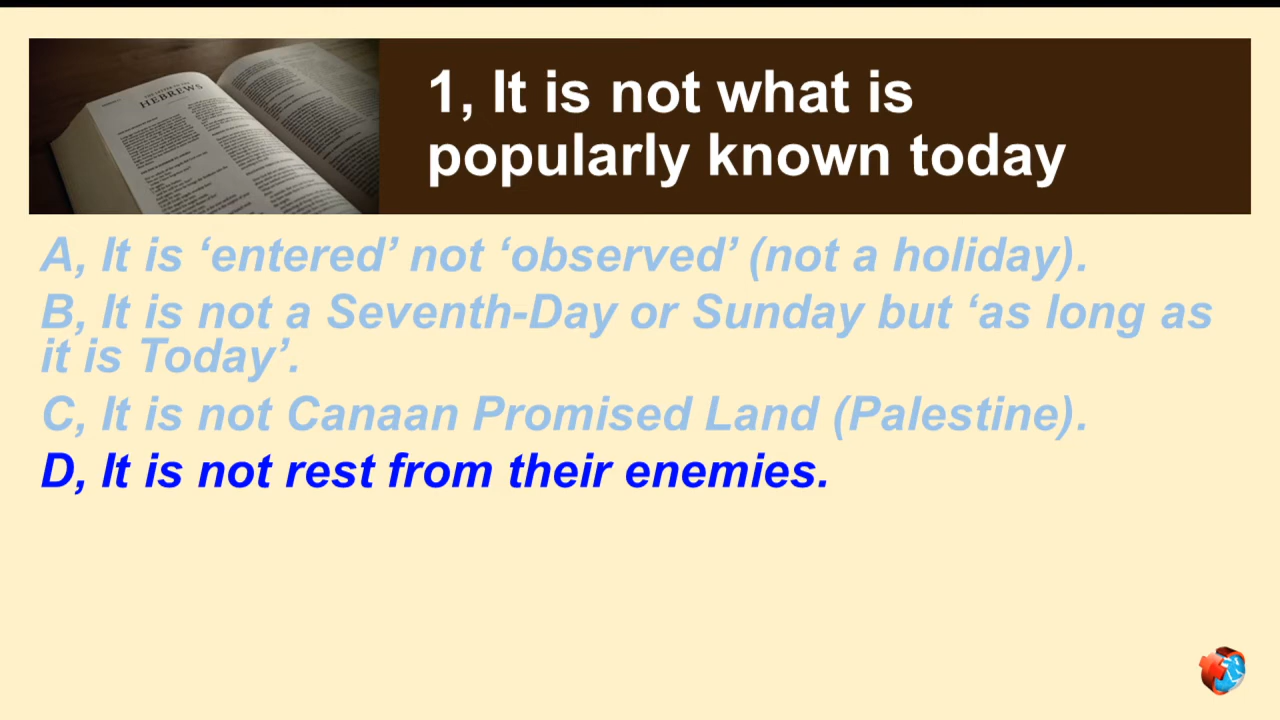 HEBREWS
1, It is not what is
popularly known today
A, It is ‘entered’ not ‘observed’ (not a holiday).
B, It is not a Seventh-Day or Sunday but ‘as long as
it is Today’.
C, It is not Canaan Promised Land (Palestine).
D, It is not rest from their enemies.